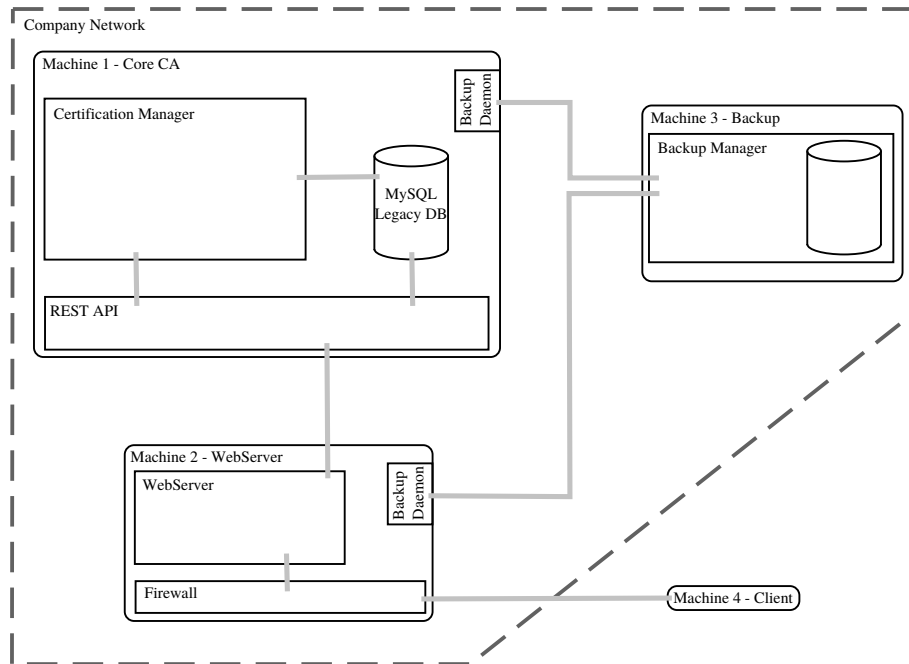 Company Network
Machine 1 - Core CA
Backup
Daemon
Certification Manager
MySQL
Legacy DB
REST API
Machine 3 - Backup
Backup Manager
Machine 2 - WebServer
WebServer
Backup
Daemon
Firewall
Machine 4 - Client